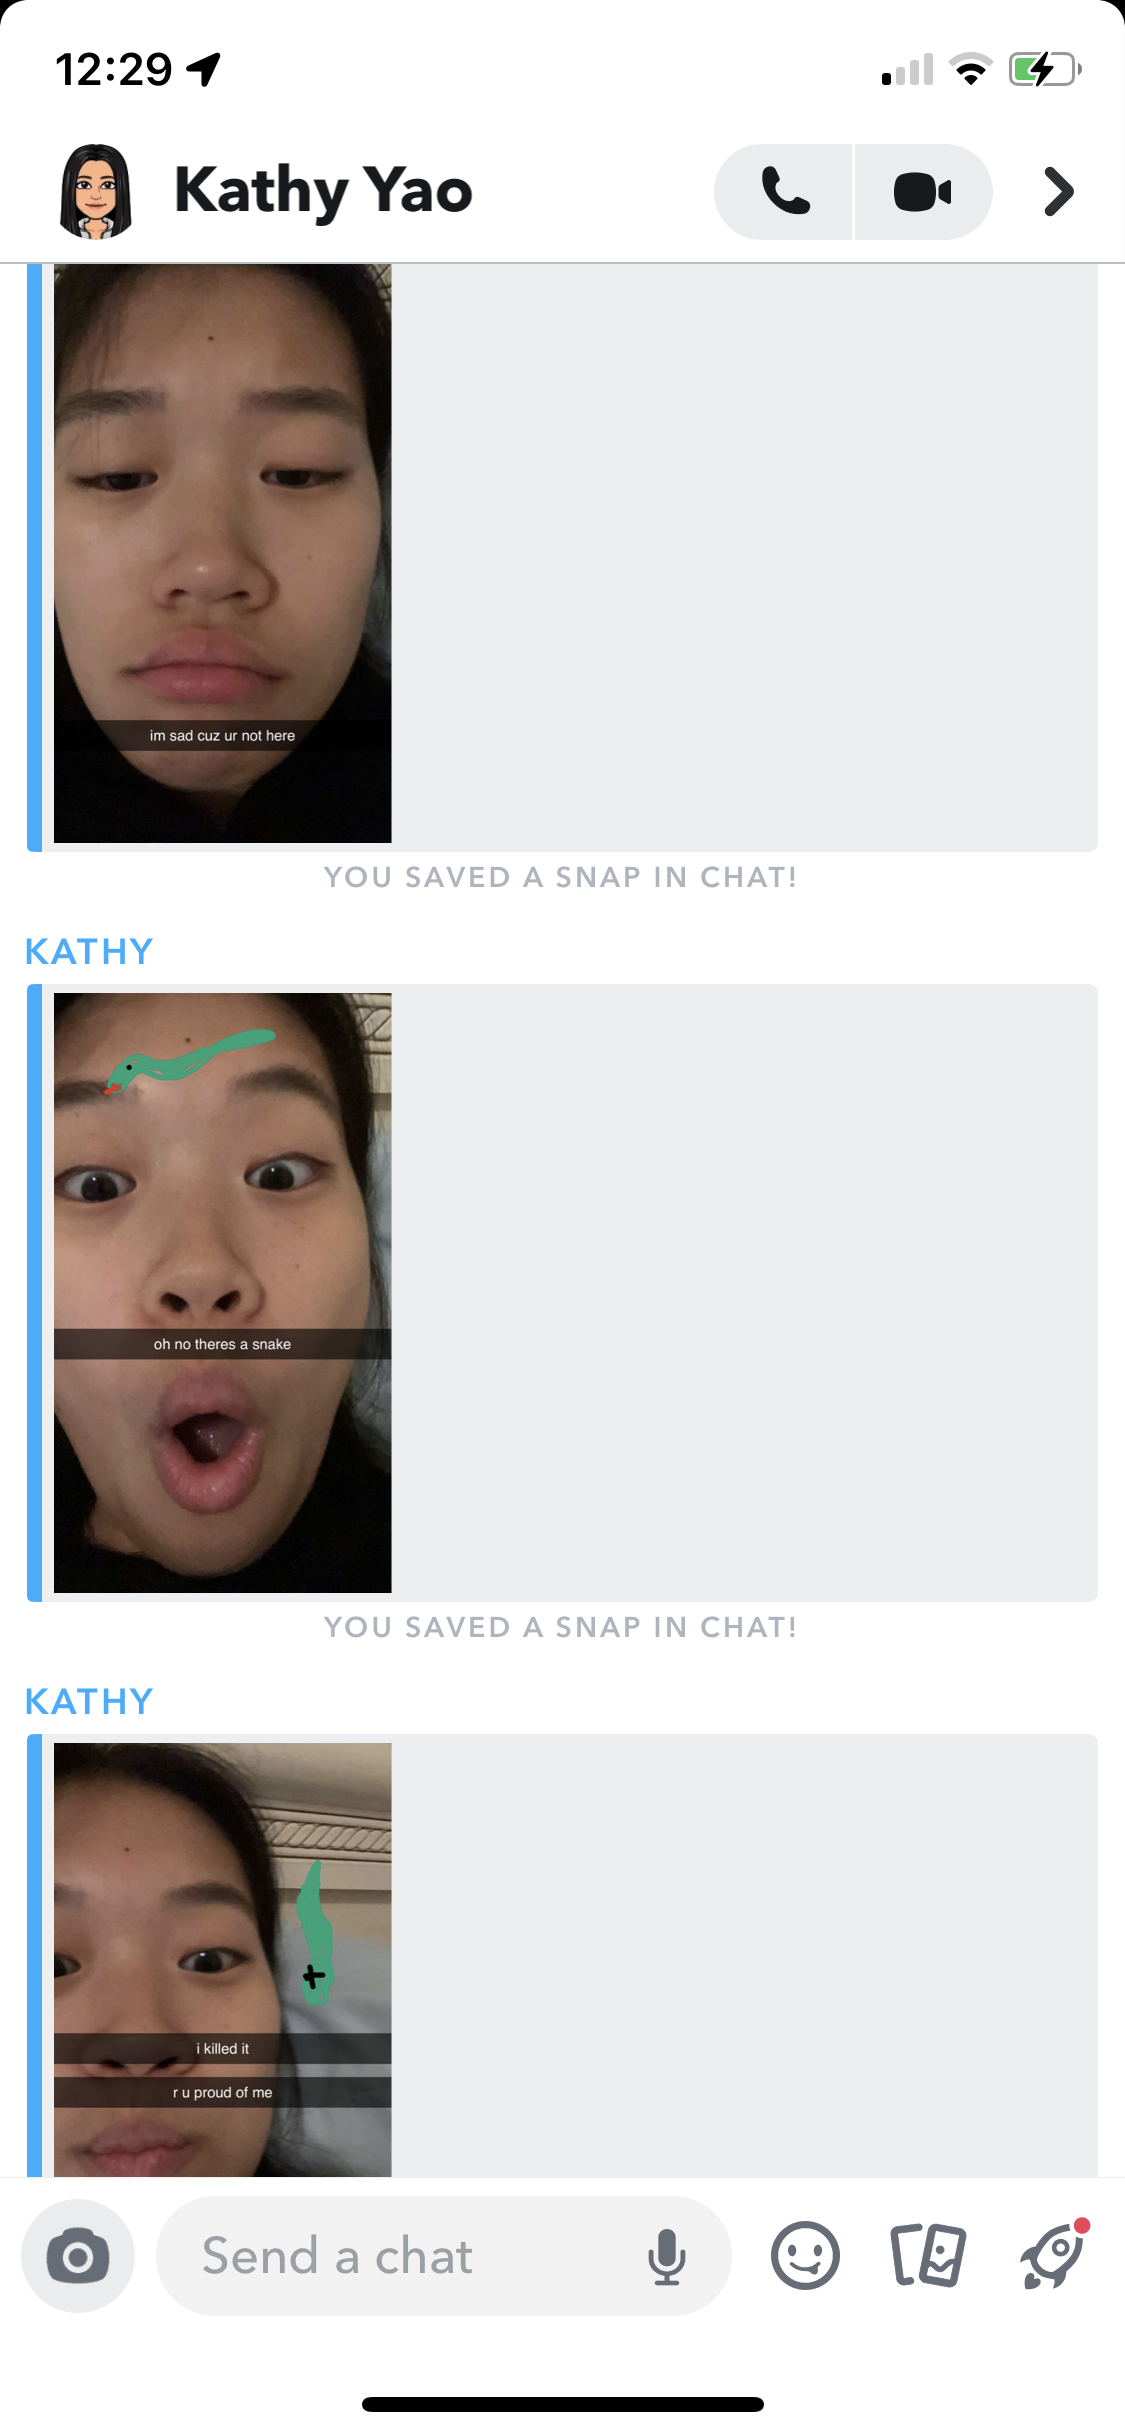 12:29
Kathy Yao
im sad cuz ur not here
YOU SAVED A SNAP IN CHAT!
KATHY
oh no theres a snake
YOU SAVED A SNAP IN CHAT!
KATHY
i killed it
r u proud of me
Send a chat